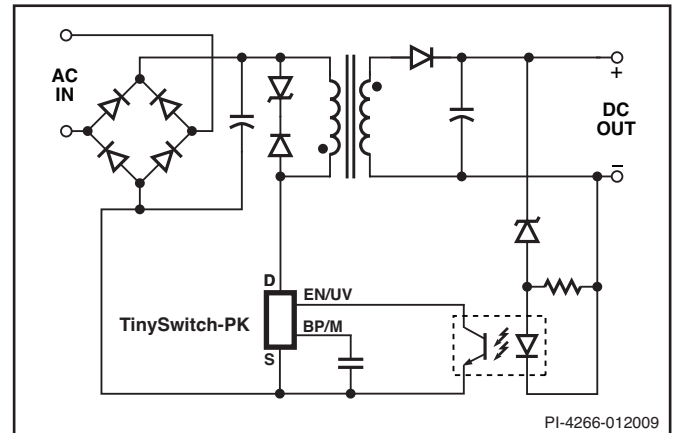 AC
IN
+
DC
OUT
–
D
EN/UV
TinySwitch-PK
BP/M
S
PI-4266-012009